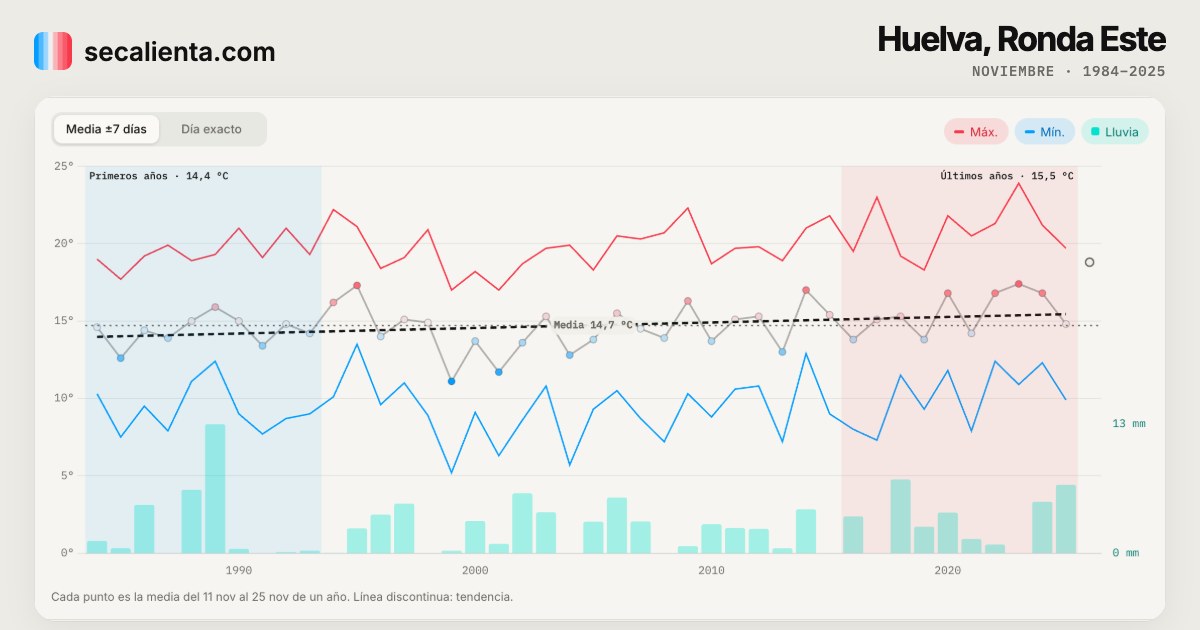 secalienta.com
Huelva, Ronda Este
NOVIEMBRE · 1984–2025
Media ±7 días
Día exacto
Máx.
Mín.
Lluvia
25°
Primeros años · 14,4 °C
Últimos años · 15,5 °C
20°
15°
Media 14,7 °C
10°
13 mm
5°
0°
0 mm
1990
2000
2010
2020
Cada punto es la media del 11 nov al 25 nov de un año. Línea discontinua: tendencia.